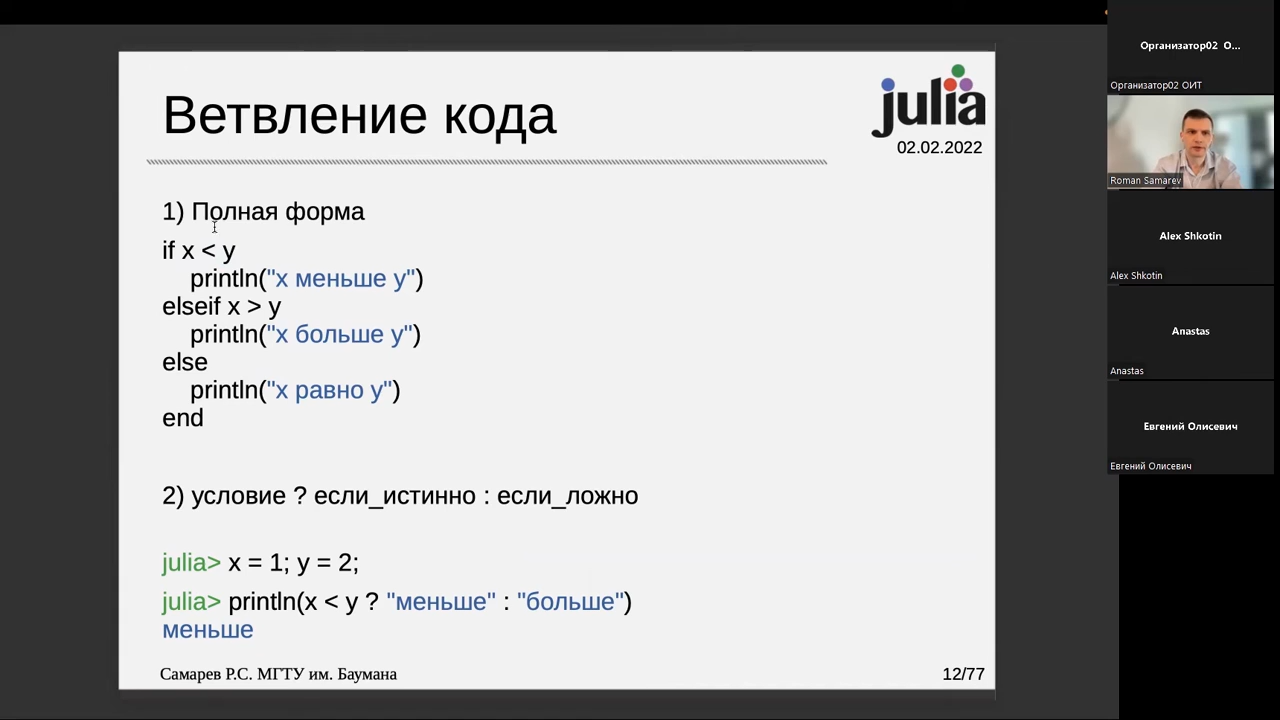 Ветвление кода
julia
02.02.2022
1) Полная форма
if x < y
println("x меньше y")
elseif x > y
println("x больше y")
else
println("x равно y")
end
2) условие ? если_истинно : если_ложно
julia> x = 1; y = 2;
julia> println(x < y ? "меньше" : "больше")
меньше
Самарев Р.С. МГТУ им. Баумана
12/77
Организатор02 О...
Организатор02 ОИТ
Roman Samarev
Alex Shkotin
Alex Shkotin
Anastas
Anastas
Евгений Олисевич
Евгений Олисевич